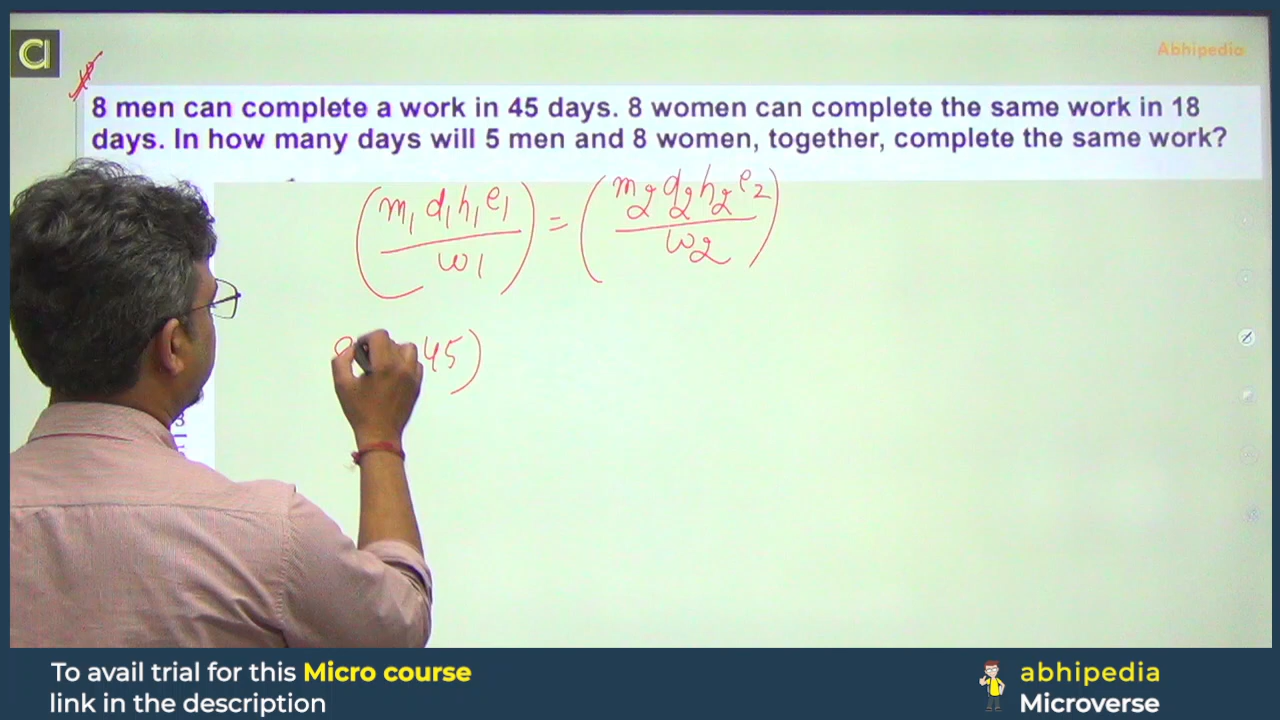 Abhipedia
8 men can complete a work in 45 days. 8 women can complete the same work in 18
days. In how many days will 5 men and 8 women, together, complete the same work?
(m₁ d₁ h₁ e₁ / w₁) = (m₂ d₂ h₂ e₂ / w₂)
45)
To avail trial for this Micro course
link in the description
abhipedia
Microverse